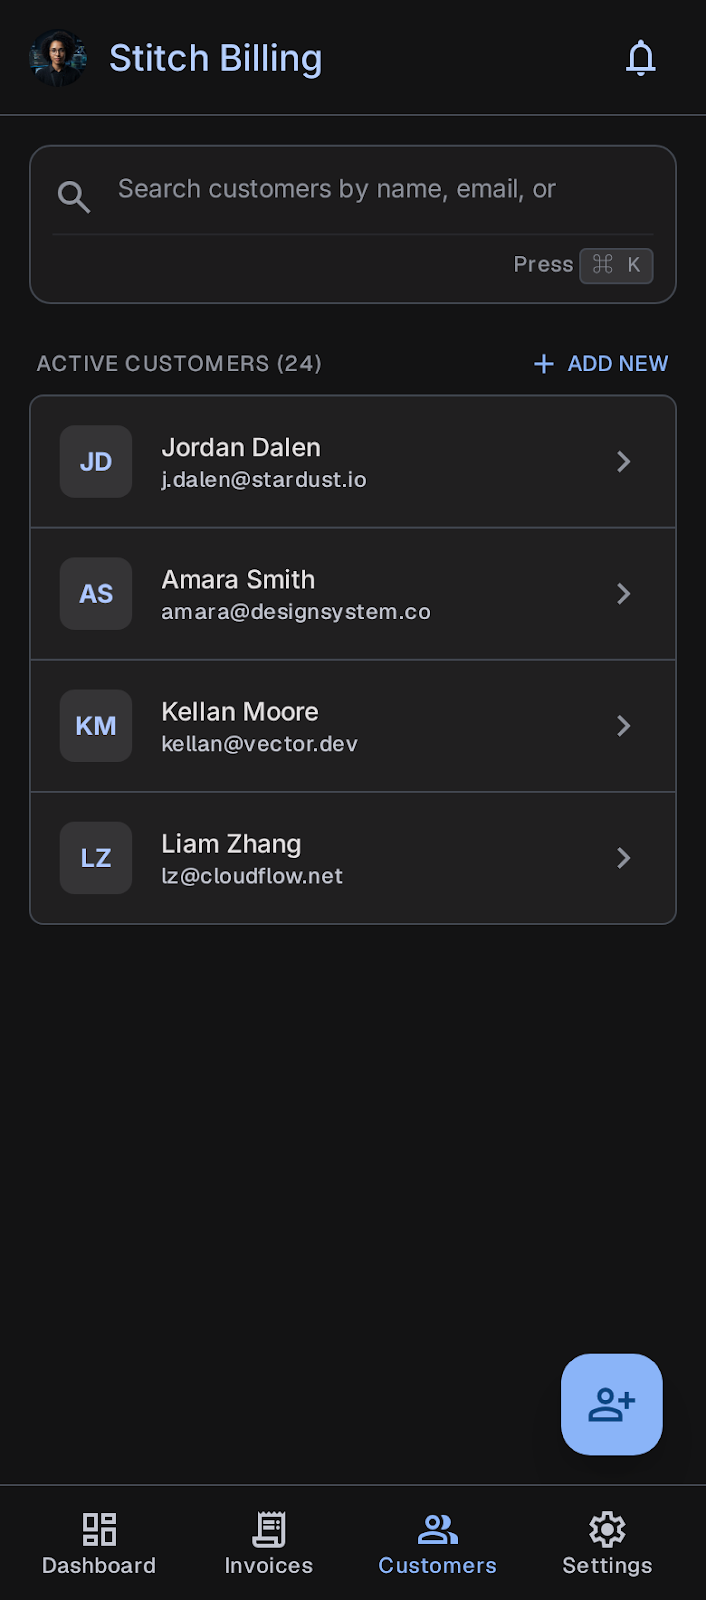 Stitch Billing
Search customers by name, email, or
Press ⌘ K
ACTIVE CUSTOMERS (24)
+ ADD NEW
JD
Jordan Dalen
j.dalen@stardust.io
AS
Amara Smith
amara@designsystem.co
KM
Kellan Moore
kellan@vector.dev
LZ
Liam Zhang
lz@cloudflow.net
Dashboard
Invoices
Customers
Settings